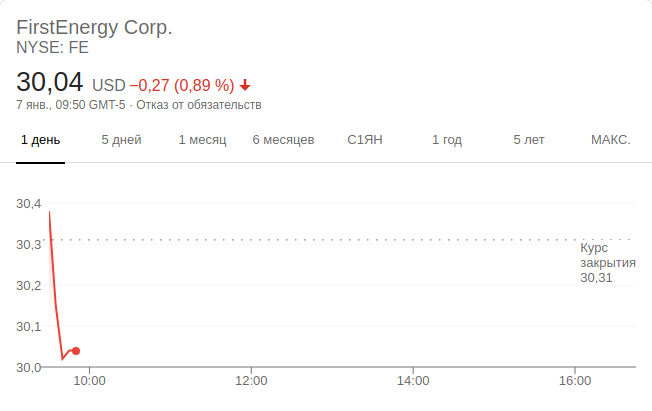 FirstEnergy Corp.
NYSE: FE
30,04 USD −0,27 (0,89 %)
7 янв., 09:50 GMT-5 · Отказ от обязательств
1 день 5 дней 1 месяц 6 месяцев С1ЯН 1 год 5 лет МАКС.
30,4
30,3
Курс
закрытия
30,31
30,2
30,1
30,0
10:00 12:00 14:00 16:00